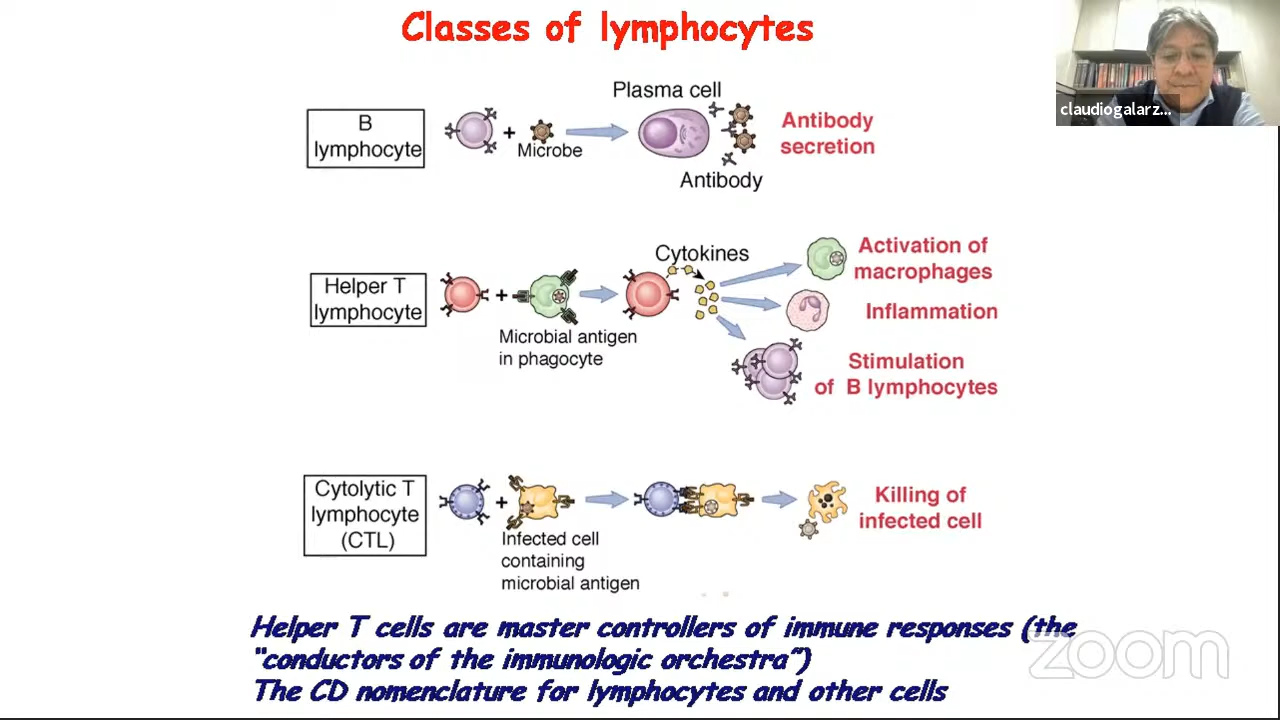 Classes of lymphocytes
claudiogalarz...
B
lymphocyte
+
Microbe
Plasma cell
Antibody
Antibody
secretion
Helper T
lymphocyte
+
Microbial antigen
in phagocyte
Cytokines
Activation of
macrophages
Inflammation
Stimulation
of B lymphocytes
Cytolytic T
lymphocyte
(CTL)
+
Infected cell
containing
microbial antigen
Killing of
infected cell
Helper T cells are master controllers of immune responses (the
“conductors of the immunologic orchestra”)
The CD nomenclature for lymphocytes and other cells
zoom